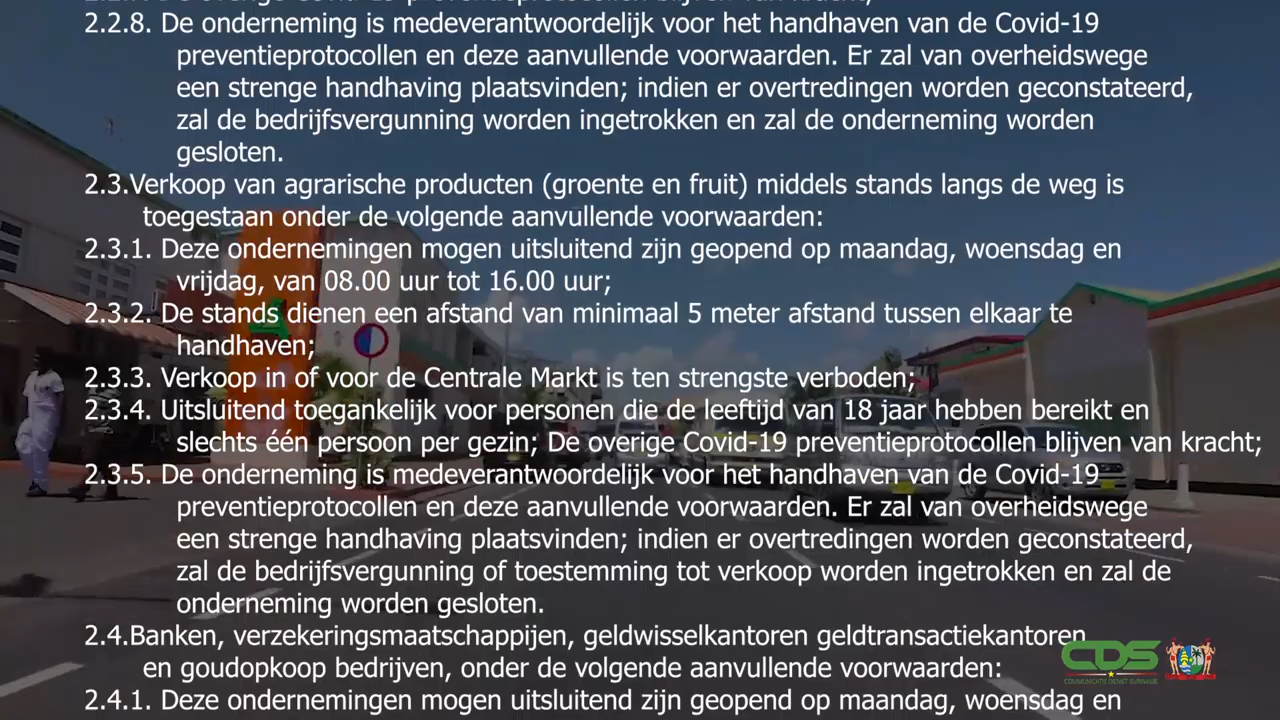 2.2.8. De onderneming is medeverantwoordelijk voor het handhaven van de Covid-19
preventieprotocollen en deze aanvullende voorwaarden. Er zal van overheidswege
een strenge handhaving plaatsvinden; indien er overtredingen worden geconstateerd,
zal de bedrijfsvergunning worden ingetrokken en zal de onderneming worden
gesloten.
2.3.Verkoop van agrarische producten (groente en fruit) middels stands langs de weg is
toegestaan onder de volgende aanvullende voorwaarden:
2.3.1. Deze ondernemingen mogen uitsluitend zijn geopend op maandag, woensdag en
vrijdag, van 08.00 uur tot 16.00 uur;
2.3.2. De stands dienen een afstand van minimaal 5 meter afstand tussen elkaar te
handhaven;
2.3.3. Verkoop in of voor de Centrale Markt is ten strengste verboden;
2.3.4. Uitsluitend toegankelijk voor personen die de leeftijd van 18 jaar hebben bereikt en
slechts één persoon per gezin; De overige Covid-19 preventieprotocollen blijven van kracht;
2.3.5. De onderneming is medeverantwoordelijk voor het handhaven van de Covid-19
preventieprotocollen en deze aanvullende voorwaarden. Er zal van overheidswege
een strenge handhaving plaatsvinden; indien er overtredingen worden geconstateerd,
zal de bedrijfsvergunning of toestemming tot verkoop worden ingetrokken en zal de
onderneming worden gesloten.
2.4.Banken, verzekeringsmaatschappijen, geldwisselkantoren geldtransactiekantoren
en goudopkoop bedrijven, onder de volgende aanvullende voorwaarden:
2.4.1. Deze ondernemingen mogen uitsluitend zijn geopend op maandag, woensdag en
CDS
COMMUNICATIE DIENST SURINAME